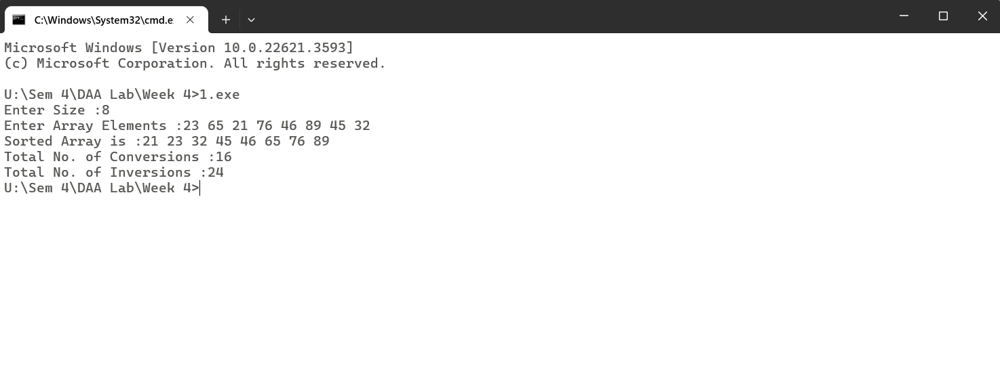 C:\Windows\System32\cmd.e
Microsoft Windows [Version 10.0.22621.3593]
(c) Microsoft Corporation. All rights reserved.
U:\Sem 4\DAA Lab\Week 4>1.exe
Enter Size :8
Enter Array Elements :23 65 21 76 46 89 45 32
Sorted Array is :21 23 32 45 46 65 76 89
Total No. of Conversions :16
Total No. of Inversions :24
U:\Sem 4\DAA Lab\Week 4>